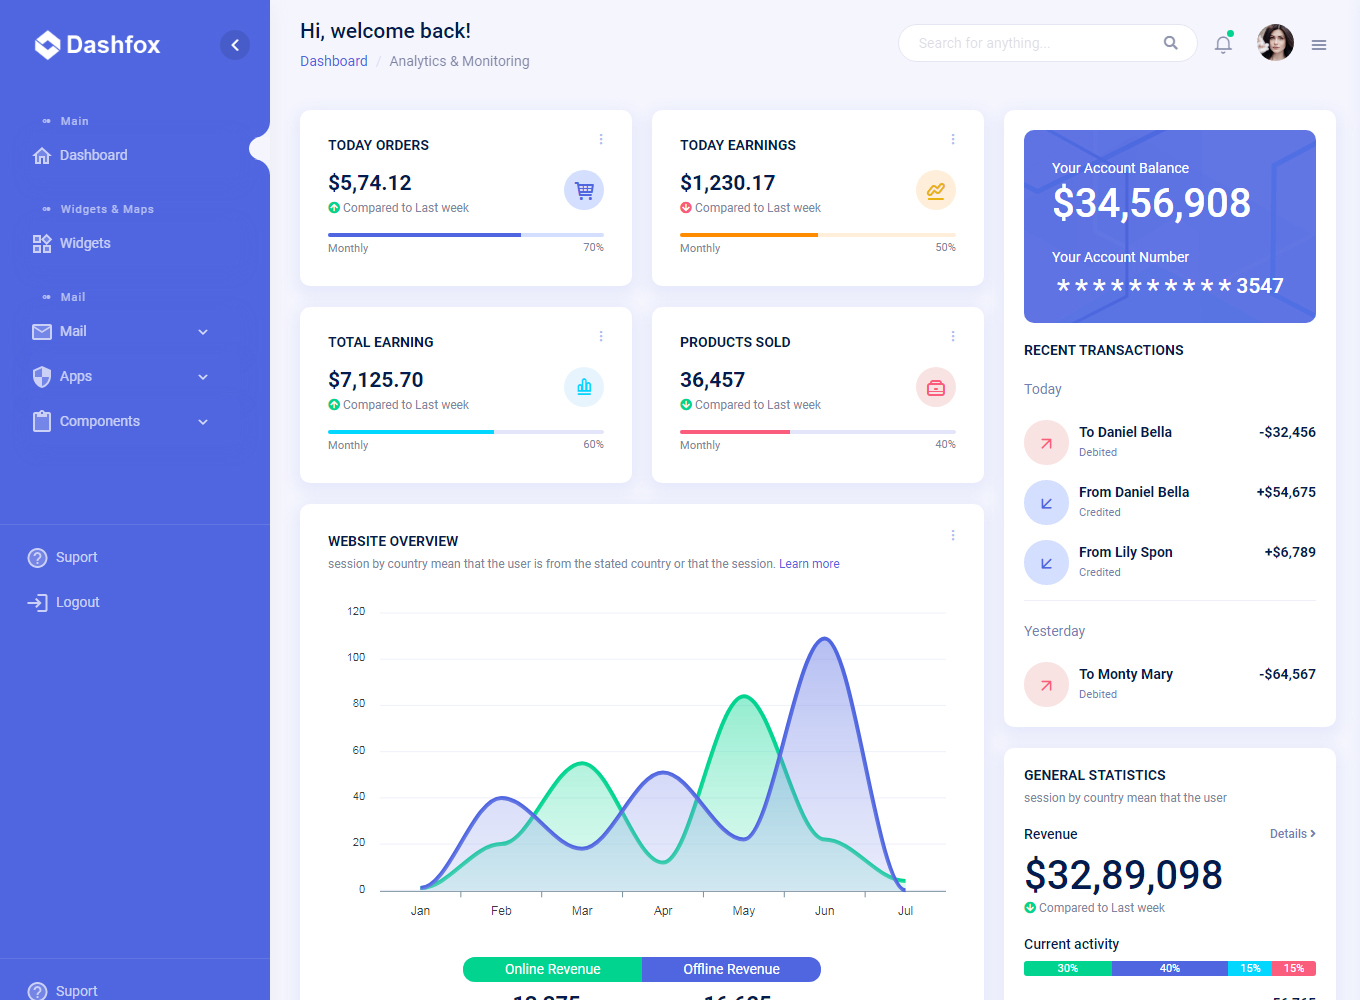 Dashfox
Main
Dashboard
Widgets & Maps
Widgets
Mail
Mail
Apps
Components
Suport
Logout
Suport
Hi, welcome back!
Dashboard / Analytics & Monitoring
Search for anything...
TODAY ORDERS
$5,74.12
Compared to Last week
Monthly 70%
TODAY EARNINGS
$1,230.17
Compared to Last week
Monthly 50%
TOTAL EARNING
$7,125.70
Compared to Last week
Monthly 60%
PRODUCTS SOLD
36,457
Compared to Last week
Monthly 40%
WEBSITE OVERVIEW
session by country mean that the user is from the stated country or that the session. Learn more
120
100
80
60
40
20
0
Jan Feb Mar Apr May Jun Jul
Online Revenue Offline Revenue
Your Account Balance
$34,56,908
Your Account Number
* * * * * * * * * * 3547
RECENT TRANSACTIONS
Today
To Daniel Bella -$32,456
Debited
From Daniel Bella +$54,675
Credited
From Lily Spon +$6,789
Credited
Yesterday
To Monty Mary -$64,567
Debited
GENERAL STATISTICS
session by country mean that the user
Revenue Details
$32,89,098
Compared to Last week
Current activity
30% 40% 15% 15%